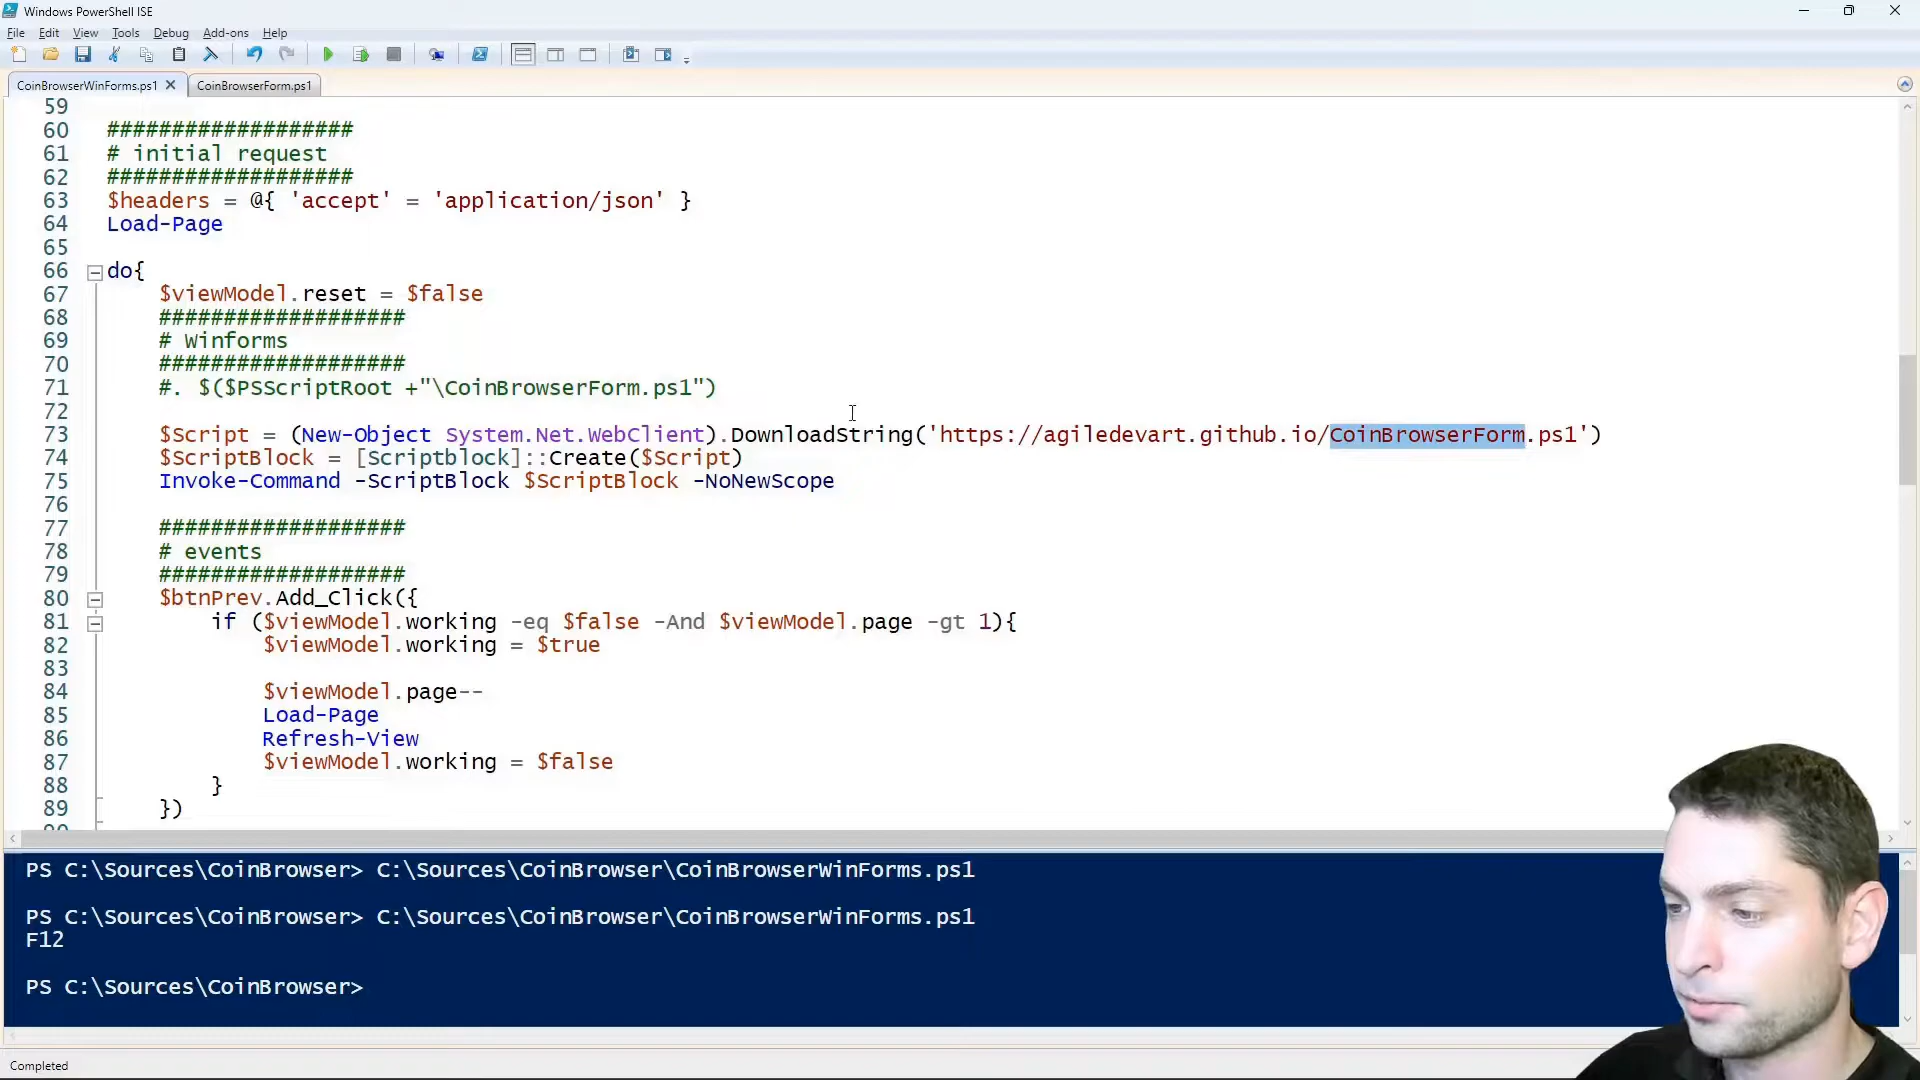 Windows PowerShell ISE
File Edit View Tools Debug Add-ons Help
CoinBrowserWinForms.ps1 CoinBrowserForm.ps1
59
60 ###################
61 # initial request
62 ###################
63 $headers = @{ 'accept' = 'application/json' }
64 Load-Page
65
66 do{
67 $viewModel.reset = $false
68 ###################
69 # Winforms
70 ###################
71 #. $($PSScriptRoot +"\CoinBrowserForm.ps1")
72
73 $Script = (New-Object System.Net.WebClient).DownloadString('https://agiledevart.github.io/CoinBrowserForm.ps1')
74 $ScriptBlock = [Scriptblock]::Create($Script)
75 Invoke-Command -ScriptBlock $ScriptBlock -NoNewScope
76
77 ###################
78 # events
79 ###################
80 $btnPrev.Add_Click({
81 if ($viewModel.working -eq $false -And $viewModel.page -gt 1){
82 $viewModel.working = $true
83
84 $viewModel.page--
85 Load-Page
86 Refresh-View
87 $viewModel.working = $false
88 }
89 })
PS C:\Sources\CoinBrowser> C:\Sources\CoinBrowser\CoinBrowserWinForms.ps1
PS C:\Sources\CoinBrowser> C:\Sources\CoinBrowser\CoinBrowserWinForms.ps1
F12
PS C:\Sources\CoinBrowser>
Completed